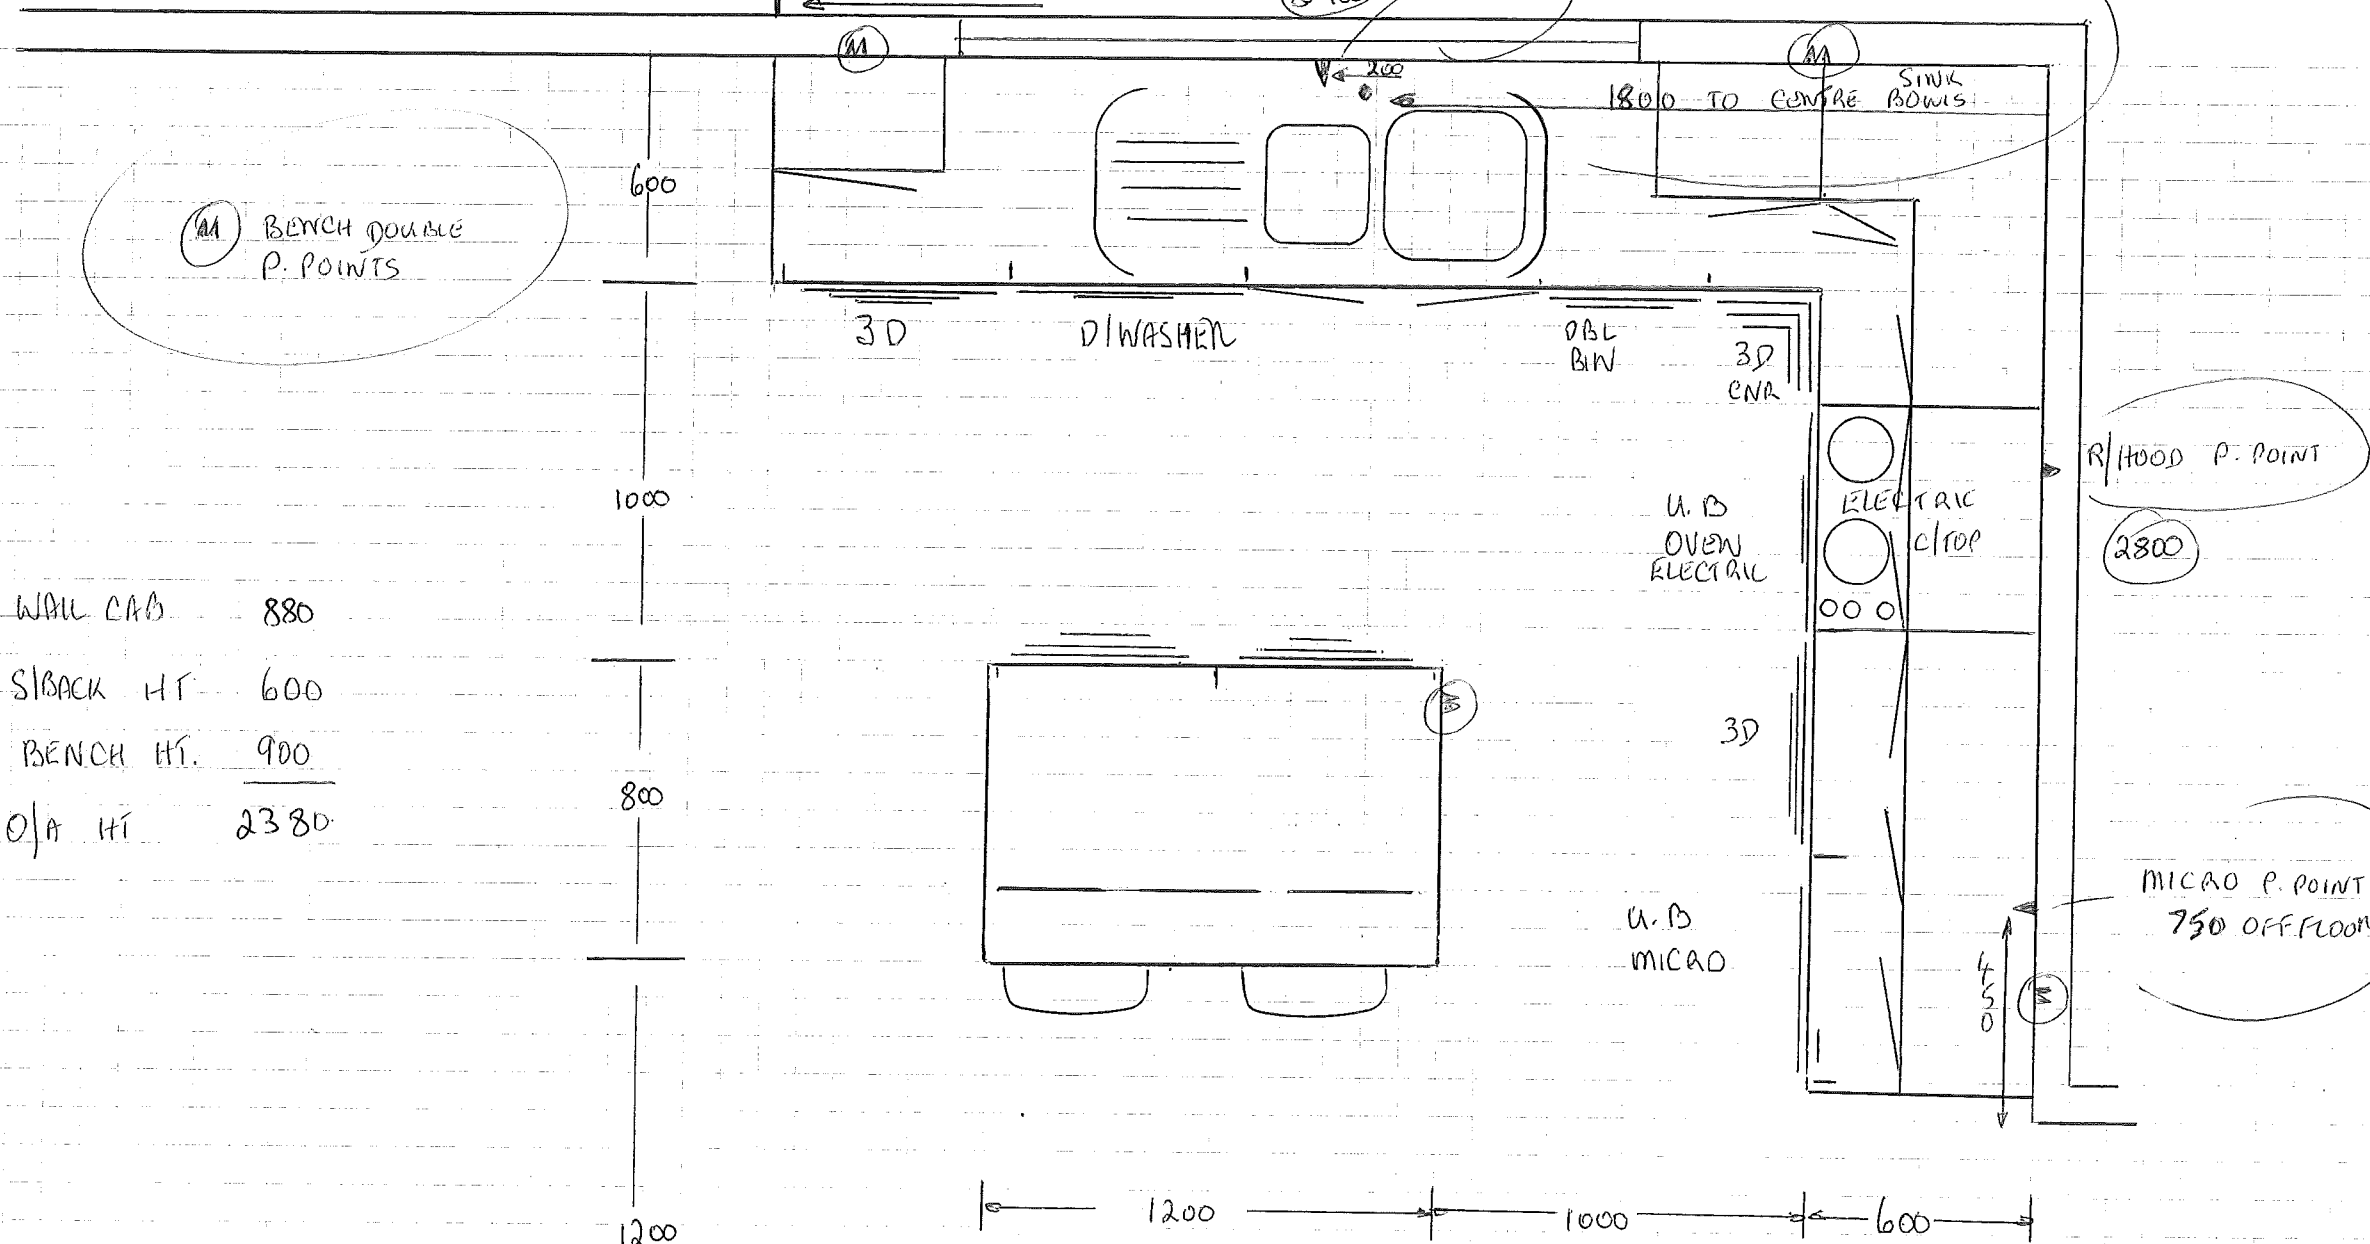 200
1800 TO CENTRE SINK BOWLS
600
BENCH DOUBLE
P. POINTS
3D
D/WASHER
DBL
BIN
3D
CNR
1000
R/HOOD P. POINT
2800
U.B
OVEN
ELECTRIC
ELECTRIC
C/TOP
WALL CAB 880
S/BACK HT 600
BENCH HT. 900
O/A HT 2380
800
3D
U.B
MICRO
MICRO P. POINT
750 OFF FLOOR
450
1200
1200
1000
600